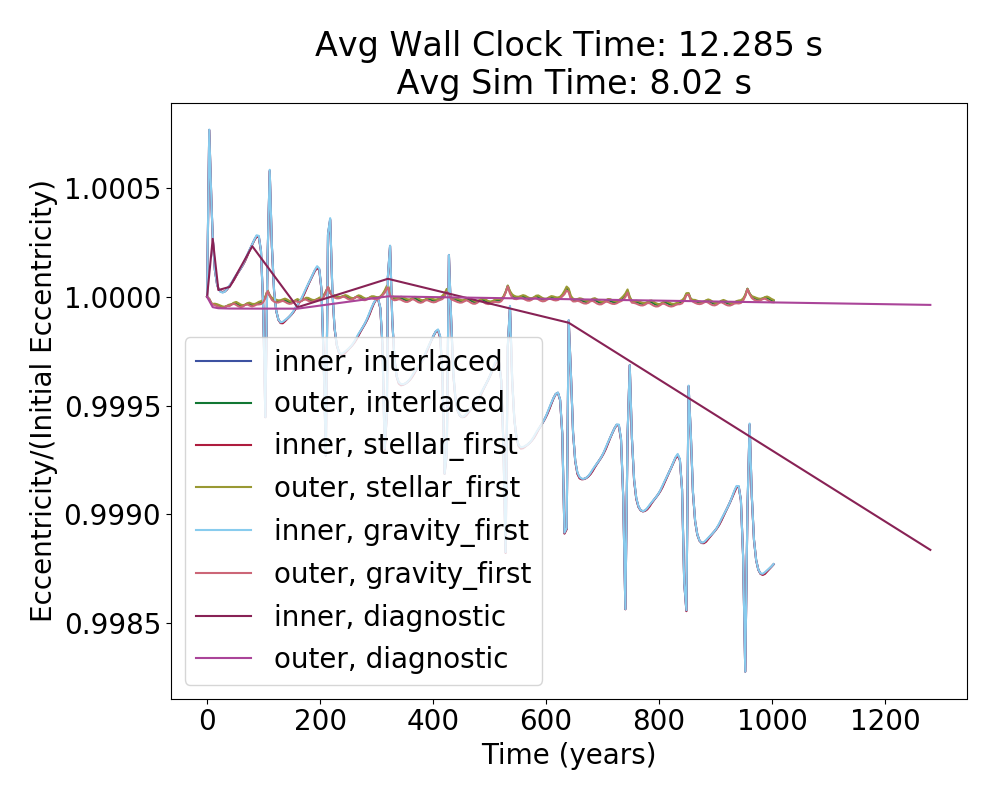 Avg Wall Clock Time: 12.285 s
Avg Sim Time: 8.02 s
Eccentricity/(Initial Eccentricity)
1.0005
1.0000
0.9995
0.9990
0.9985
inner, interlaced
outer, interlaced
inner, stellar_first
outer, stellar_first
inner, gravity_first
outer, gravity_first
inner, diagnostic
outer, diagnostic
0 200 400 600 800 1000 1200
Time (years)